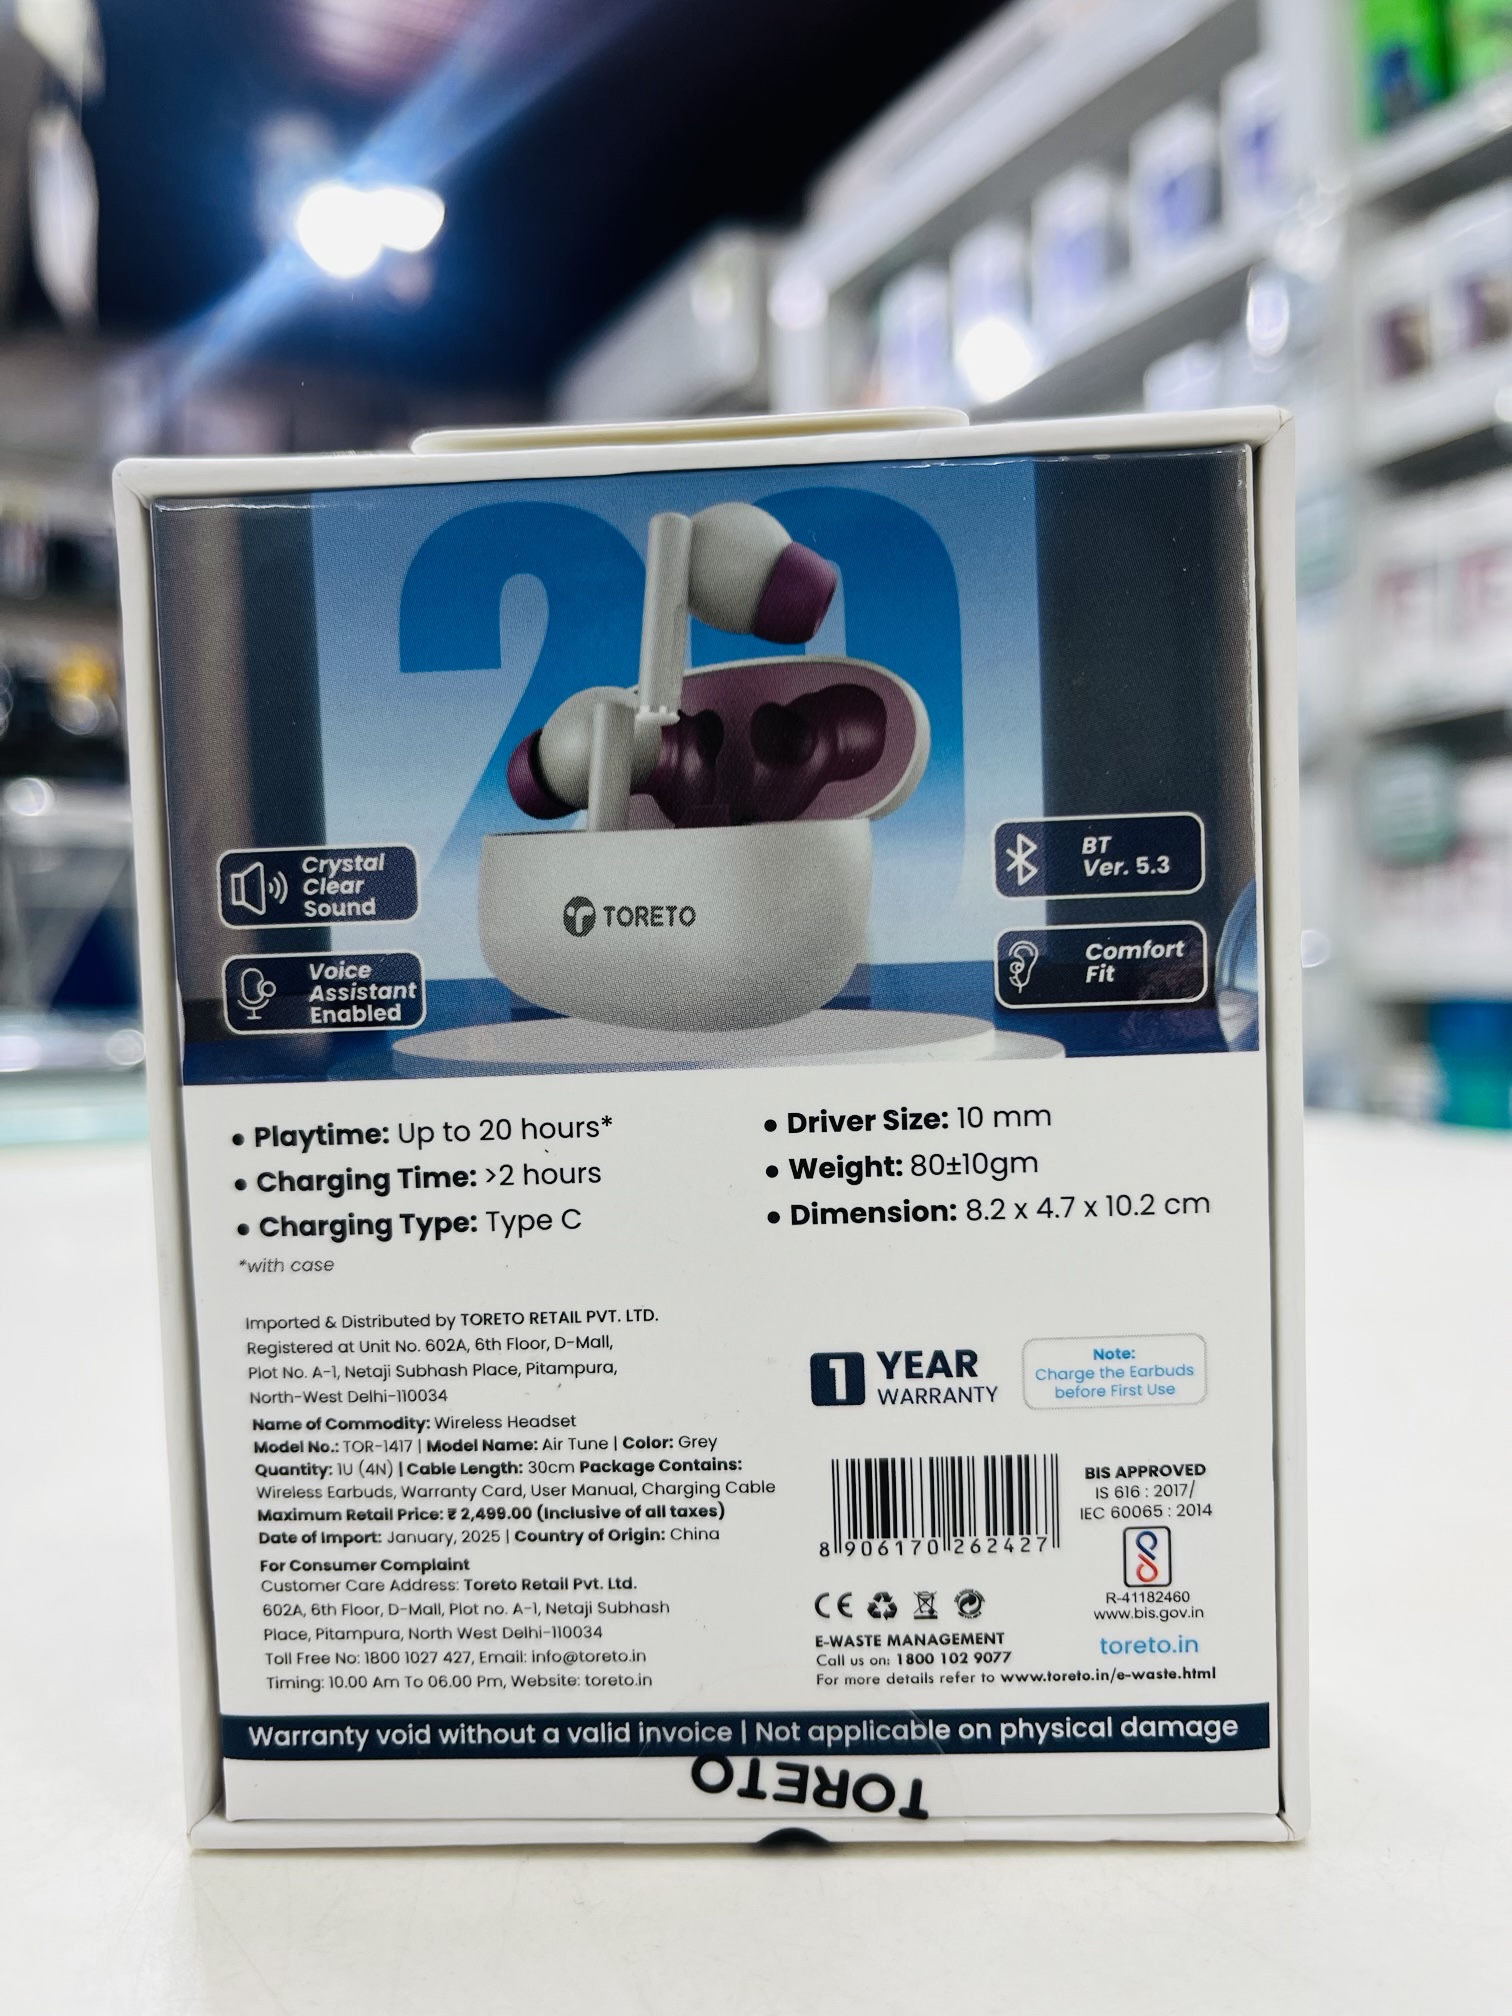 20
TORETO
Crystal
Clear
Sound
Voice
Assistant
Enabled
BT
Ver. 5.3
Comfort
Fit
• Playtime: Up to 20 hours*
• Charging Time: >2 hours
• Charging Type: Type C
*with case
• Driver Size: 10 mm
• Weight: 80±10gm
• Dimension: 8.2 x 4.7 x 10.2 cm
Imported & Distributed by TORETO RETAIL PVT. LTD.
Registered at Unit No. 602A, 6th Floor, D-Mall,
Plot No. A-1, Netaji Subhash Place, Pitampura,
North-West Delhi-110034
Name of Commodity: Wireless Headset
Model No.: TOR-1417 | Model Name: Air Tune | Color: Grey
Quantity: 1U (4N) | Cable Length: 30cm Package Contains:
Wireless Earbuds, Warranty Card, User Manual, Charging Cable
Maximum Retail Price: ₹ 2,499.00 (Inclusive of all taxes)
Date of Import: January, 2025 | Country of Origin: China
For Consumer Complaint
Customer Care Address: Toreto Retail Pvt. Ltd.
602A, 6th Floor, D-Mall, Plot no. A-1, Netaji Subhash
Place, Pitampura, North West Delhi-110034
Toll Free No: 1800 1027 427, Email: info@toreto.in
Timing: 10.00 Am To 06.00 Pm, Website: toreto.in
1 YEAR
WARRANTY
Note:
Charge the Earbuds
before First Use
8 906170 262427
BIS APPROVED
IS 616 : 2017/
IEC 60065 : 2014
R-41182460
www.bis.gov.in
toreto.in
CE
E-WASTE MANAGEMENT
Call us on: 1800 102 9077
For more details refer to www.toreto.in/e-waste.html
Warranty void without a valid invoice | Not applicable on physical damage
TORETO